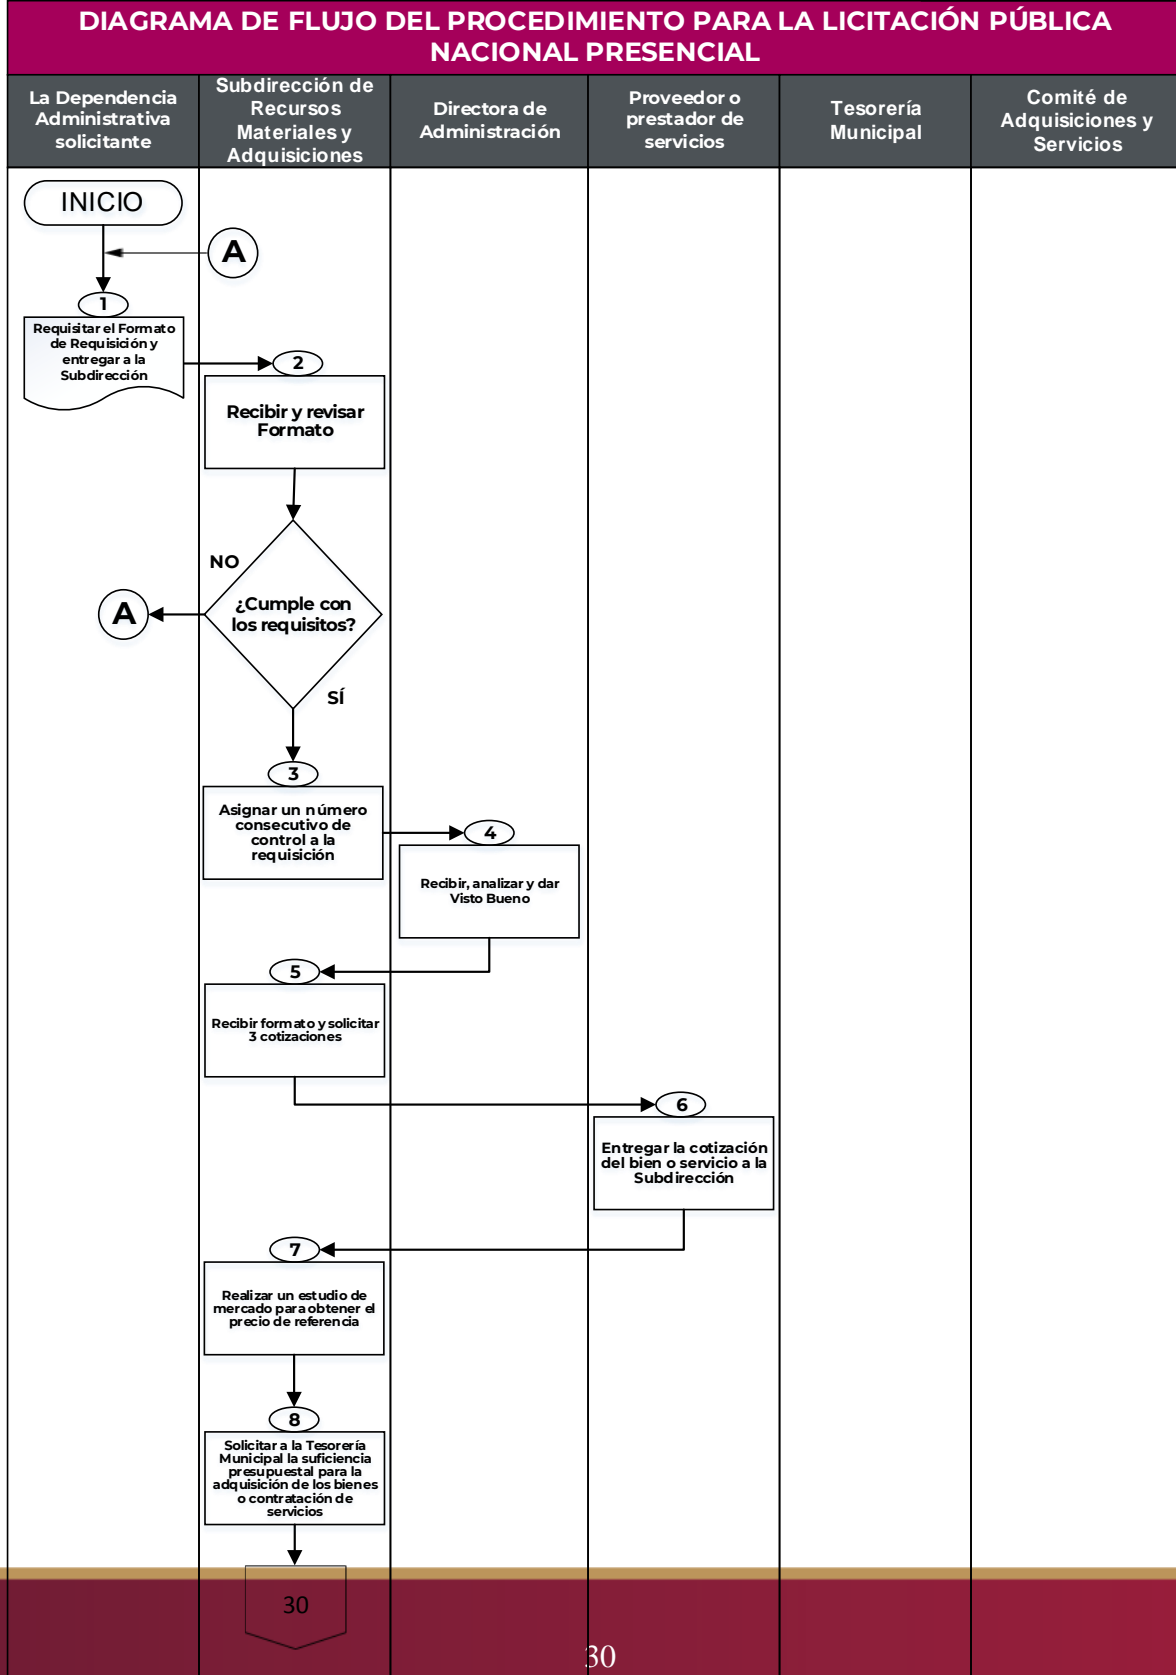 DIAGRAMA DE FLUJO DEL PROCEDIMIENTO PARA LA LICITACIÓN PÚBLICA
NACIONAL PRESENCIAL
La Dependencia
Administrativa
solicitante
Subdirección de
Recursos
Materiales y
Adquisiciones
Directora de
Administración
Proveedor o
prestador de
servicios
Tesorería
Municipal
Comité de
Adquisiciones y
Servicios
INICIO
A
1
Requisitar el Formato
de Requisición y
entregar a la
Subdirección
2
Recibir y revisar
Formato
NO
¿Cumple con
los requisitos?
A
SÍ
3
Asignar un número
consecutivo de
control a la
requisición
4
Recibir, analizar y dar
Visto Bueno
5
Recibir formato y solicitar
3 cotizaciones
6
Entregar la cotización
del bien o servicio a la
Subdirección
7
Realizar un estudio de
mercado para obtener el
precio de referencia
8
Solicitar a la Tesorería
Municipal la suficiencia
presupuestal para la
adquisición de los bienes
o contratación de
servicios
30
30